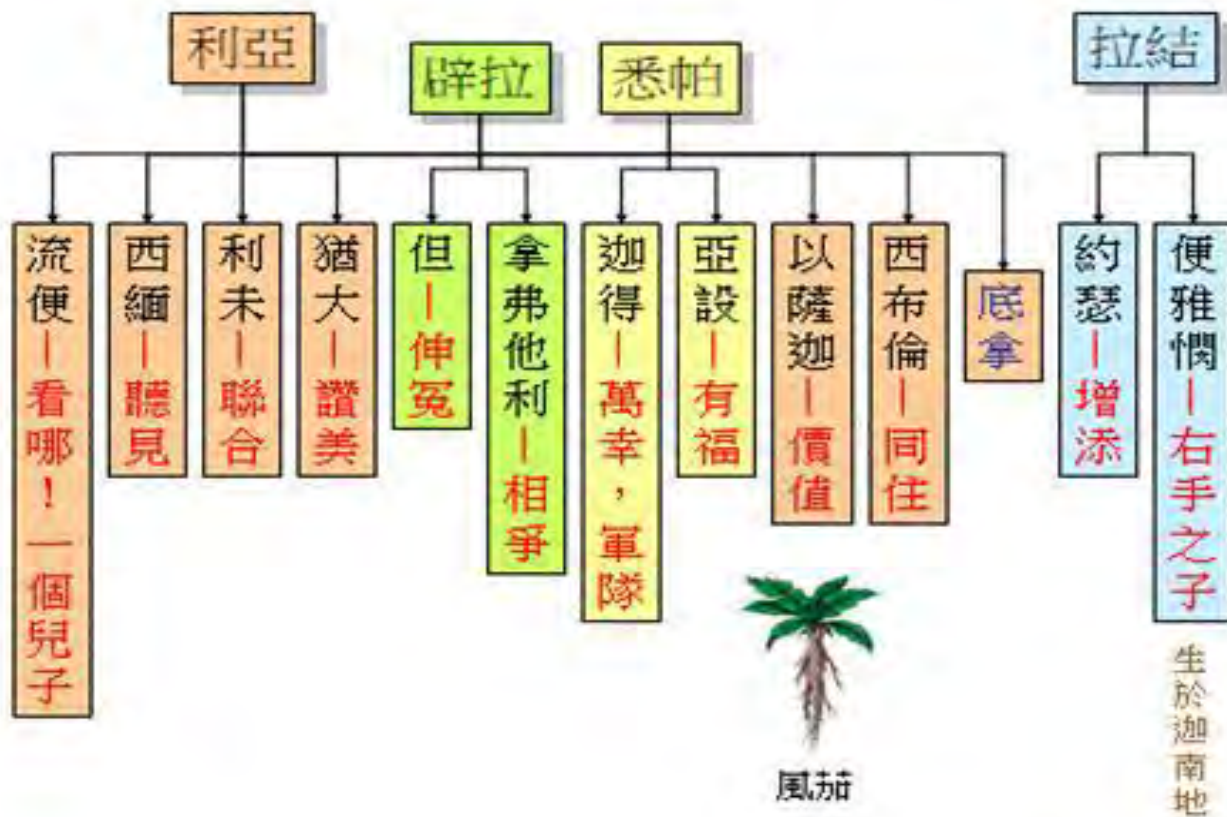 利亞
辟拉
悉帕
拉結
流便—看哪！一個兒子
西緬—聽見
利未—聯合
猶大—讚美
但—伸冤
拿弗他利—相爭
迦得—萬幸，軍隊
亞設—有福
以薩迦—價值
西布倫—同住
底拿
約瑟—增添
便雅憫—右手之子
生於迦南地
風茄